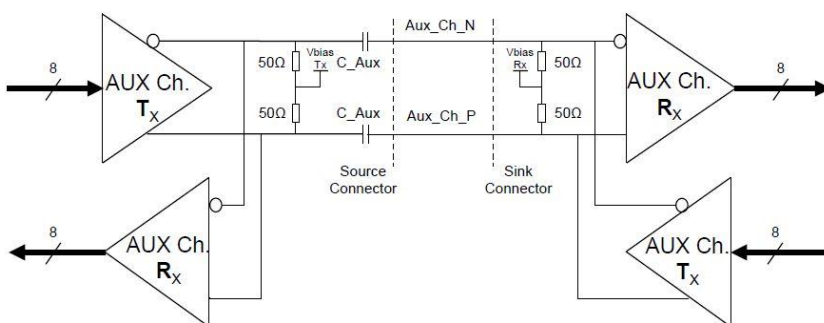 Aux_Ch_N
8
AUX Ch.
TX
50Ω
50Ω
Vbias
Tx
C_Aux
C_Aux
Vbias
Rx
50Ω
50Ω
AUX Ch.
RX
8
Aux_Ch_P
Source
Connector
Sink
Connector
8
AUX Ch.
RX
AUX Ch.
TX
8